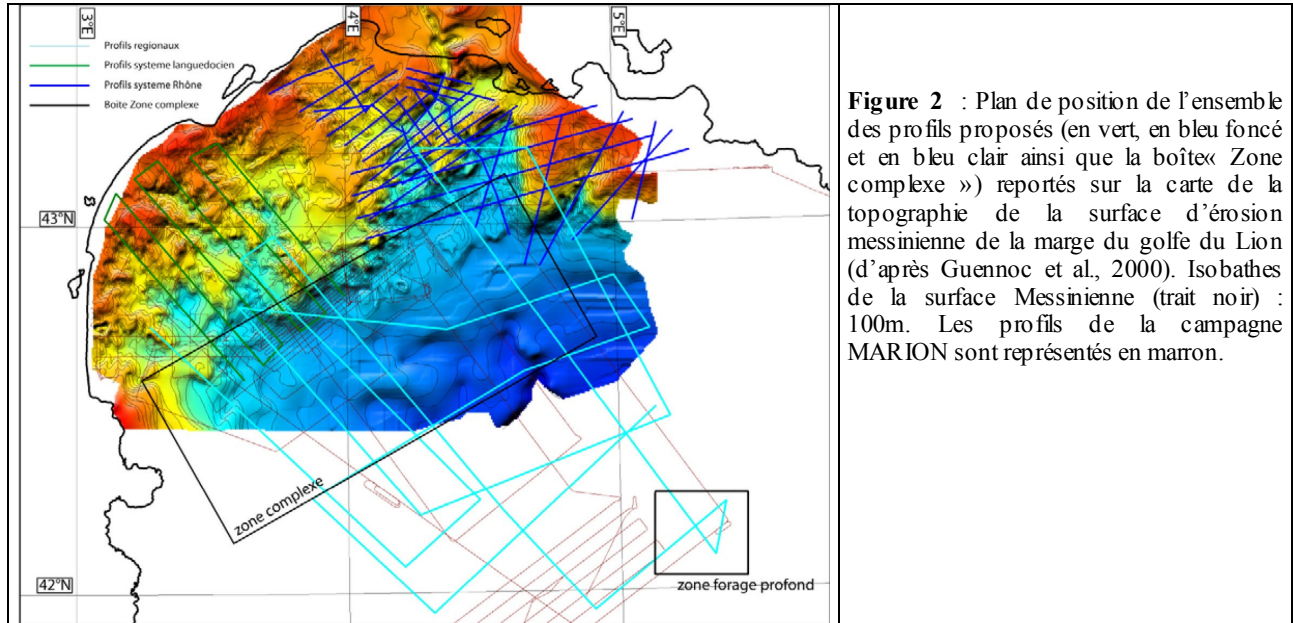 3°E
4°E
5°E
Profils regionaux
Profils systeme languedocien
Profils systeme Rhône
Boite Zone complexe
43°N
zone complexe
zone forage profond
42°N
Figure 2 : Plan de position de l'ensemble
des profils proposés (en vert, en bleu foncé
et en bleu clair ainsi que la boîte« Zone
complexe ») reportés sur la carte de la
topographie de la surface d'érosion
messinienne de la marge du golfe du Lion
(d'après Guennoc et al., 2000). Isobathes
de la surface Messinienne (trait noir) :
100m. Les profils de la campagne
MARION sont représentés en marron.